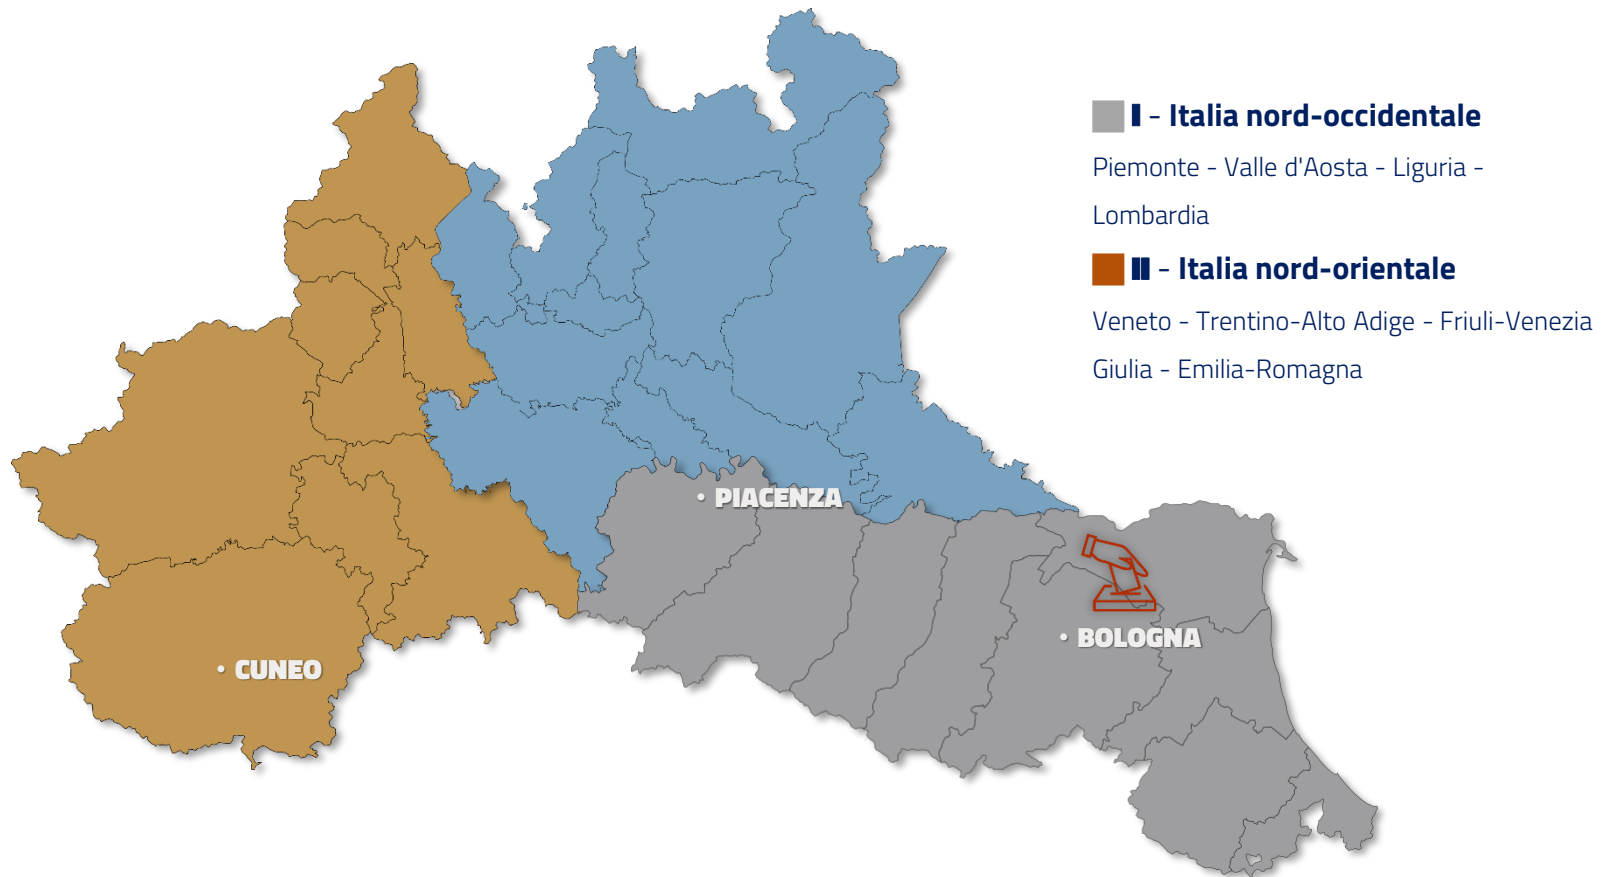 I - Italia nord-occidentale
Piemonte - Valle d'Aosta - Liguria -
Lombardia
II - Italia nord-orientale
Veneto - Trentino-Alto Adige - Friuli-Venezia
Giulia - Emilia-Romagna
PIACENZA
BOLOGNA
CUNEO